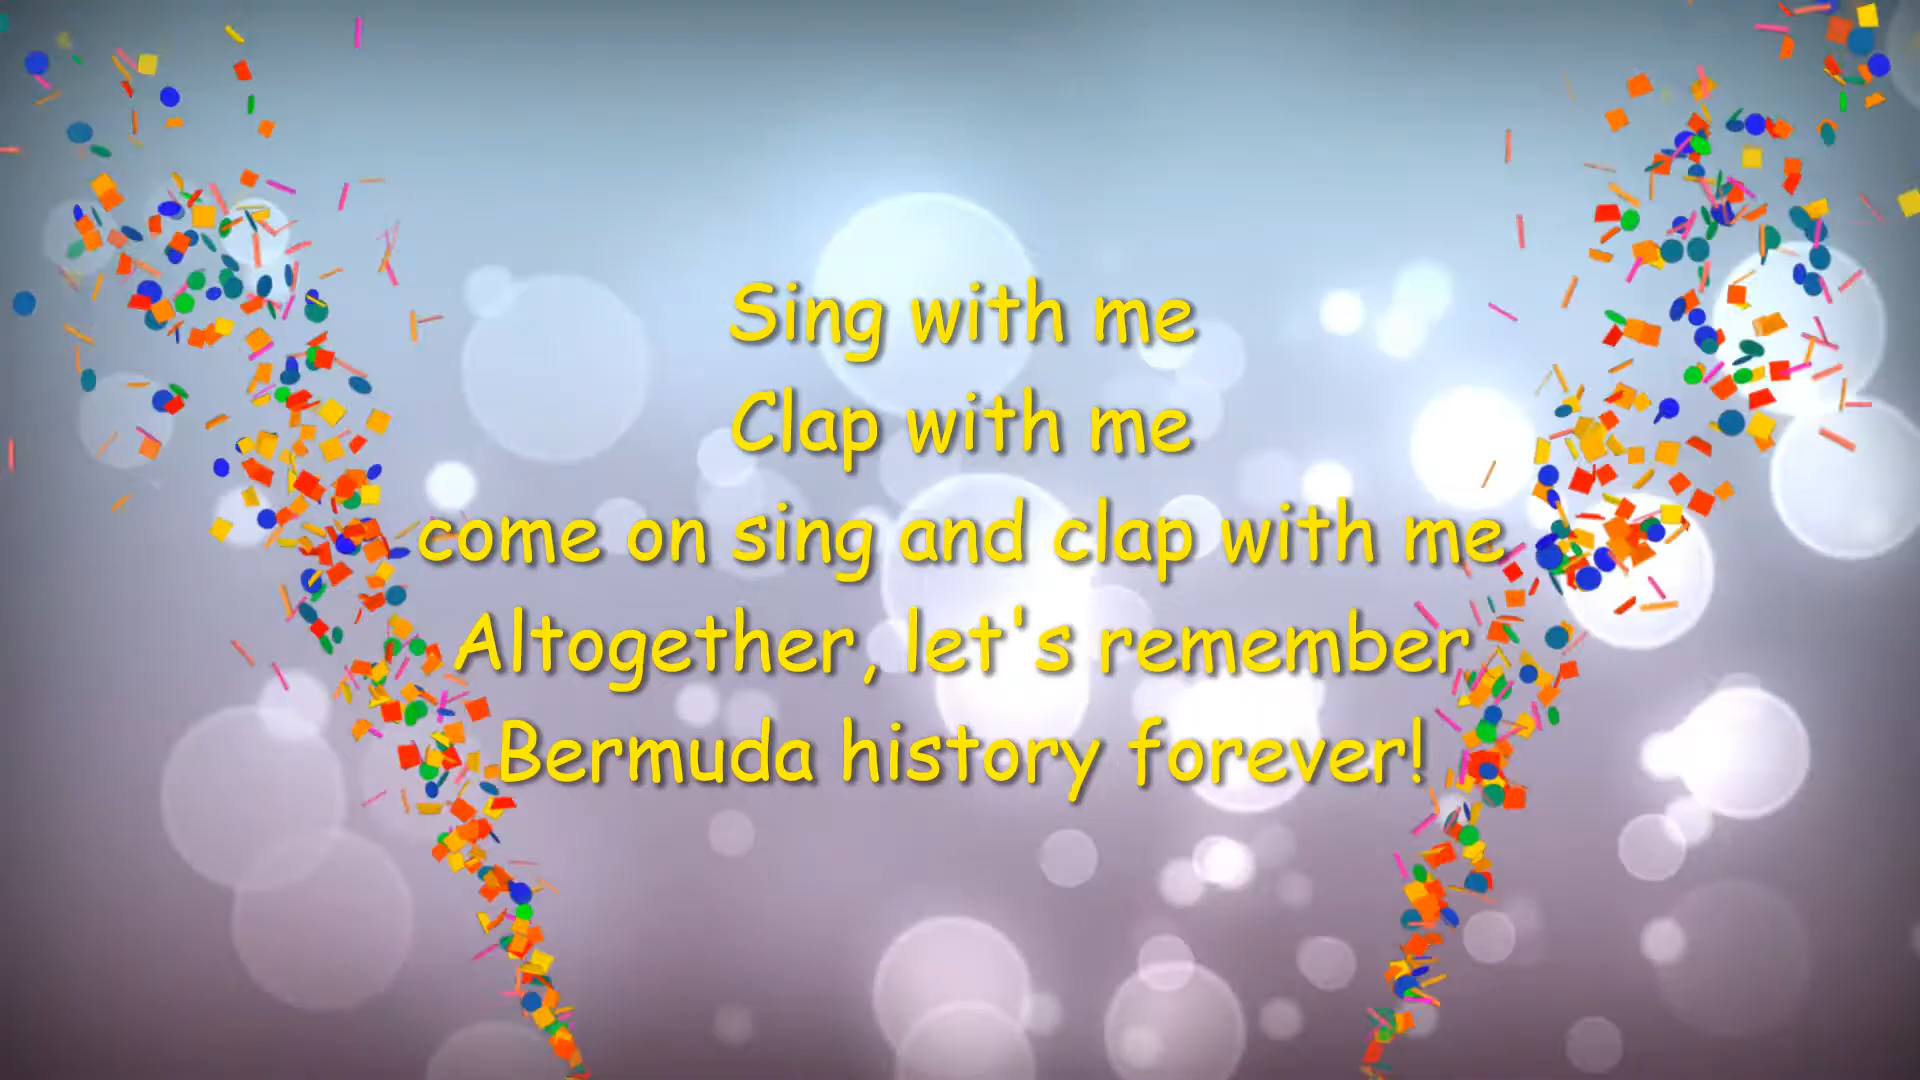 Sing with me
Clap with me
come on sing and clap with me
Altogether, let's remember
Bermuda history forever!